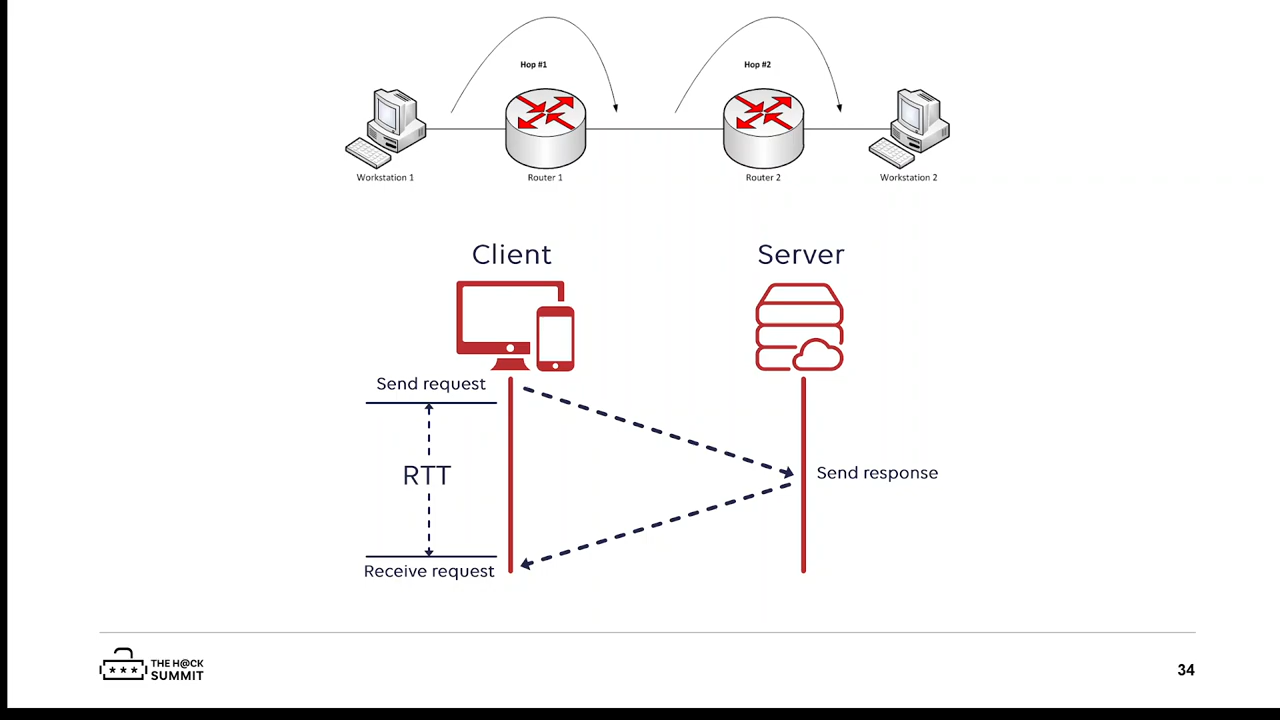 Hop #1
Hop #2
Workstation 1
Router 1
Router 2
Workstation 2
Client
Server
Send request
RTT
Send response
Receive request
THE H@CK
SUMMIT
***
34